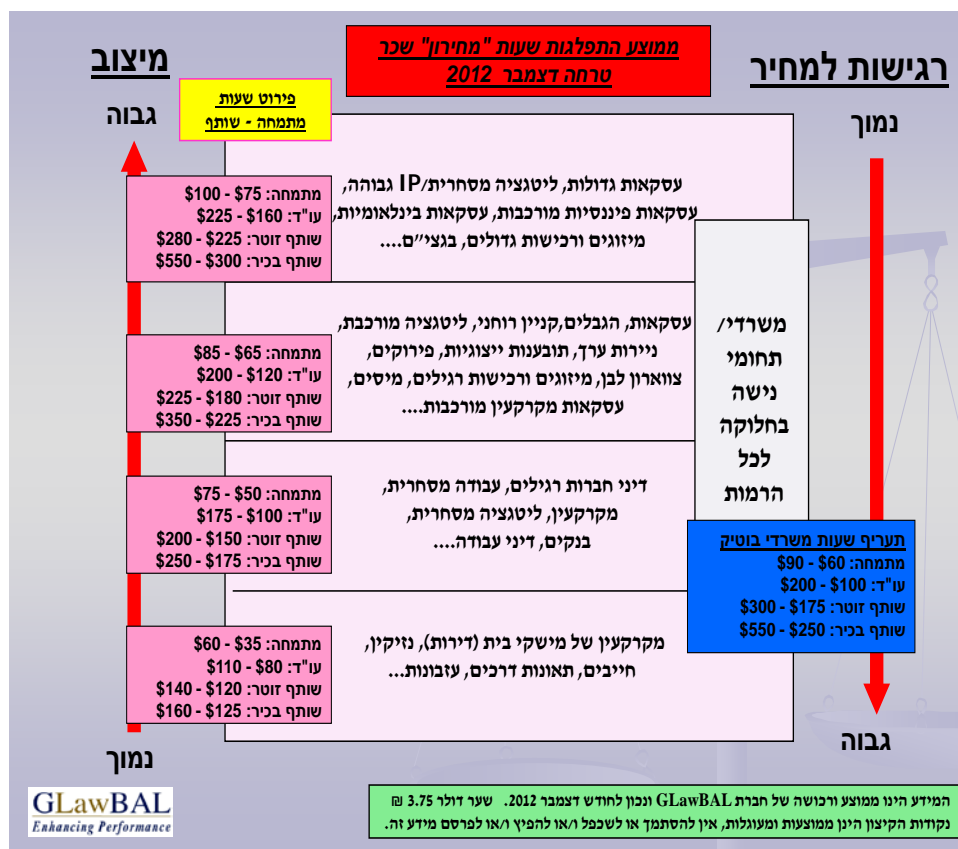 ממוצע התפלגות שעות "מחירון" שכר
טרחה דצמבר 2012
רגישות למחיר
נמוך
מיצוב
גבוה
פירוט שעות
מתמחה - שותף
עסקאות גדולות, ליטגציה מסחרית/IP גבוהה,
עסקאות פיננסיות מורכבות, עסקאות בינלאומיות,
מיזוגים ורכישות גדולים, בגצי״ם....
מתמחה: $75 - $100
עו"ד: $160 - $225
שותף זוטר: $225 - $280
שותף בכיר: $300 - $550
משרדי/
תחומי
נישה
בחלוקה
לכל
הרמות
עסקאות, הגבלים,קניין רוחני, ליטגציה מורכבת,
ניירות ערך, תובענות ייצוגיות, פירוקים,
צווארון לבן, מיזוגים ורכישות רגילים, מיסים,
עסקאות מקרקעין מורכבות....
מתמחה: $65 - $85
עו"ד: $120 - $200
שותף זוטר: $180 - $225
שותף בכיר: $225 - $350
דיני חברות רגילים, עבודה מסחרית,
מקרקעין, ליטגציה מסחרית,
בנקים, דיני עבודה....
מתמחה: $50 - $75
עו"ד: $100 - $175
שותף זוטר: $150 - $200
שותף בכיר: $175 - $250
תעריף שעות משרדי בוטיק
מתמחה: $60 - $90
עו"ד: $100 - $200
שותף זוטר: $175 - $300
שותף בכיר: $250 - $550
מקרקעין של מישקי בית (דירות), נזיקין,
חייבים, תאונות דרכים, עזבונות...
מתמחה: $35 - $60
עו"ד: $80 - $110
שותף זוטר: $120 - $140
שותף בכיר: $125 - $160
גבוה
נמוך
המידע הינו ממוצע ורכושה של חברת GLawBAL ונכון לחודש דצמבר 2012. שער דולר 3.75 ₪
נקודות הקיצון הינן ממוצעות ומעוגלות, אין להסתמך או לשכפל ו/או להפיץ ו/או לפרסם מידע זה.
GLawBAL
Enhancing Performance